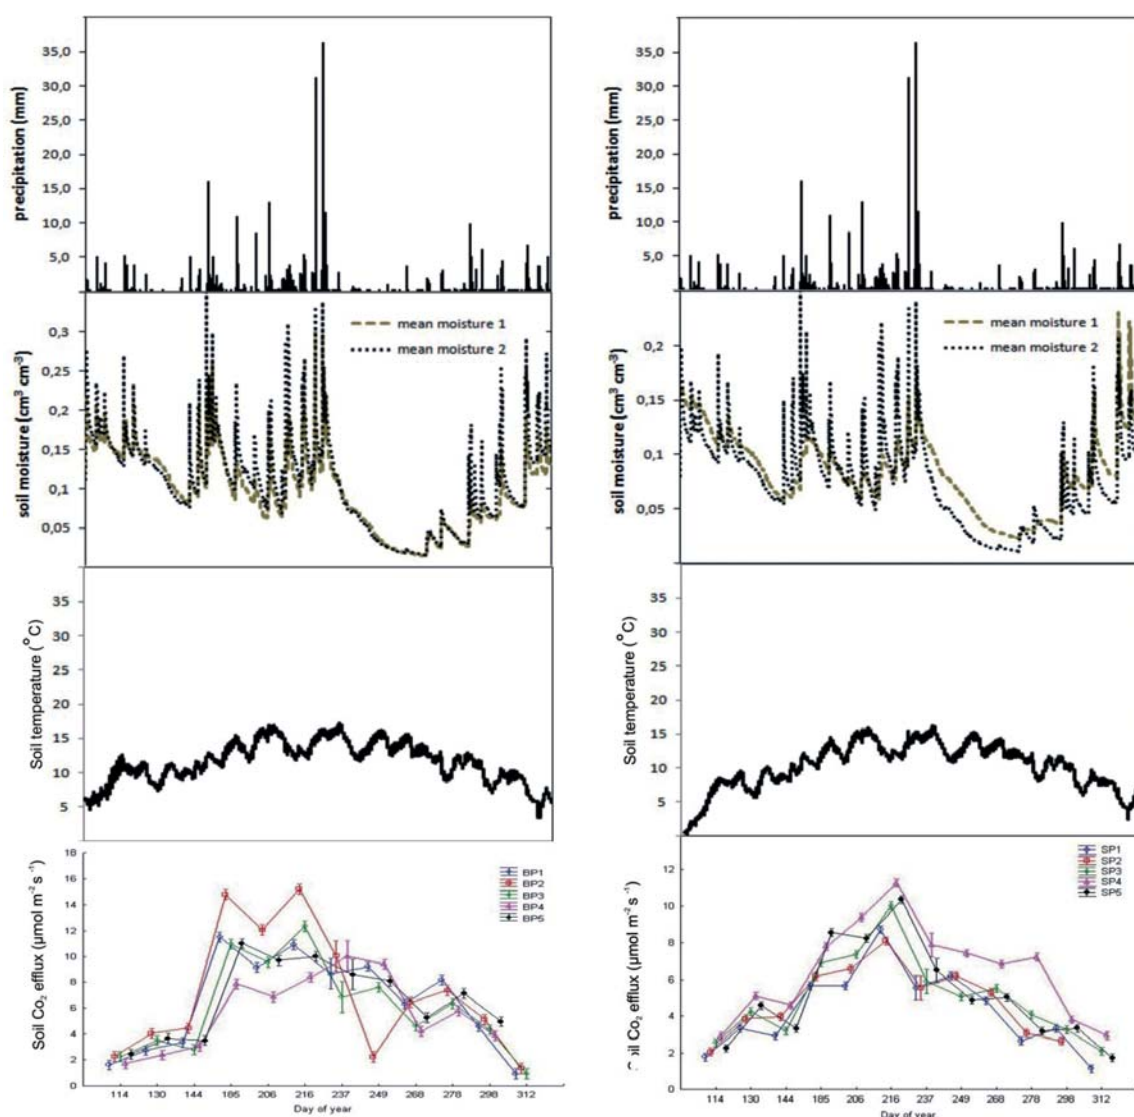 precipitation (mm)
35,0
30,0
25,0
20,0
15,0
10,0
5,0
precipitation (mm)
35,0
30,0
25,0
20,0
15,0
10,0
5,0
soil moisture (cm³ cm⁻³)
0,3
0,25
0,2
0,15
0,1
0,05
mean moisture 1
mean moisture 2
soil moisture (cm³ cm⁻³)
0,2
0,15
0,1
0,05
mean moisture 1
mean moisture 2
Soil temperature (°C)
35
30
25
20
15
10
5
Soil temperature (°C)
35
30
25
20
15
10
5
Soil Co₂ efflux (µmol m⁻² s⁻¹)
18
16
14
12
10
8
6
4
2
0
BP1
BP2
BP3
BP4
BP5
114 130 144 195 206 216 237 249 268 278 298 312
Day of year
Co₂ efflux (µmol m⁻² s⁻¹)
12
10
8
6
4
2
0
SP1
SP2
SP3
SP4
SP5
114 130 144 185 206 216 237 249 268 278 298 312
Day of year